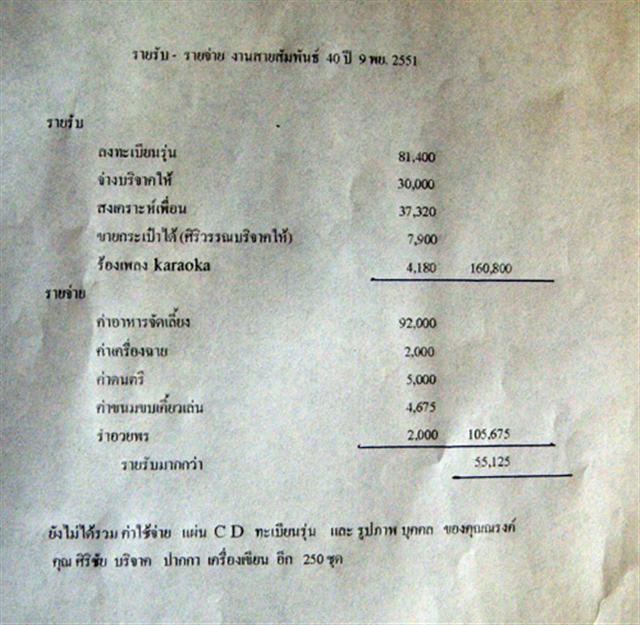 รายรับ - รายจ่าย งานสายสัมพันธ์ 40 ปี 9 พย. 2551
รายรับ
ลงทะเบียนรุ่น 81,400
จ่างบริจาคให้ 30,000
สงเคราะห์เพื่อน 37,320
ขายกระเป๋าได้ (ศิริวรรณบริจาคให้) 7,900
ร้องเพลง karaoka 4,180 160,800
รายจ่าย
ค่าอาหารจัดเลี้ยง 92,000
ค่าเครื่องฉาย 2,000
ค่าดนตรี 5,000
ค่าขนมขบเคี้ยวเล่น 4,675
รำอวยพร 2,000 105,675
รายรับมากกว่า 55,125
ยังไม่ได้รวม ค่าใช้จ่าย แผ่น C D ทะเบียนรุ่น และ รูปภาพ บุคคล ของคุณณรงค์
คุณ ศิริชัย บริจาค ปากกา เครื่องเขียน อีก 250 ชุด